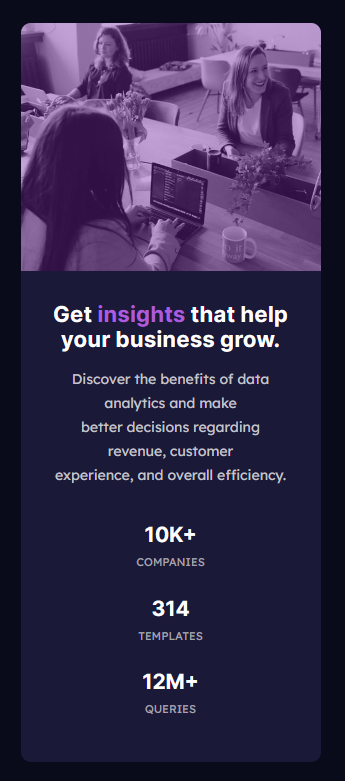 Get insights that help
your business grow.
Discover the benefits of data
analytics and make
better decisions regarding
revenue, customer
experience, and overall efficiency.
10K+
COMPANIES
314
TEMPLATES
12M+
QUERIES